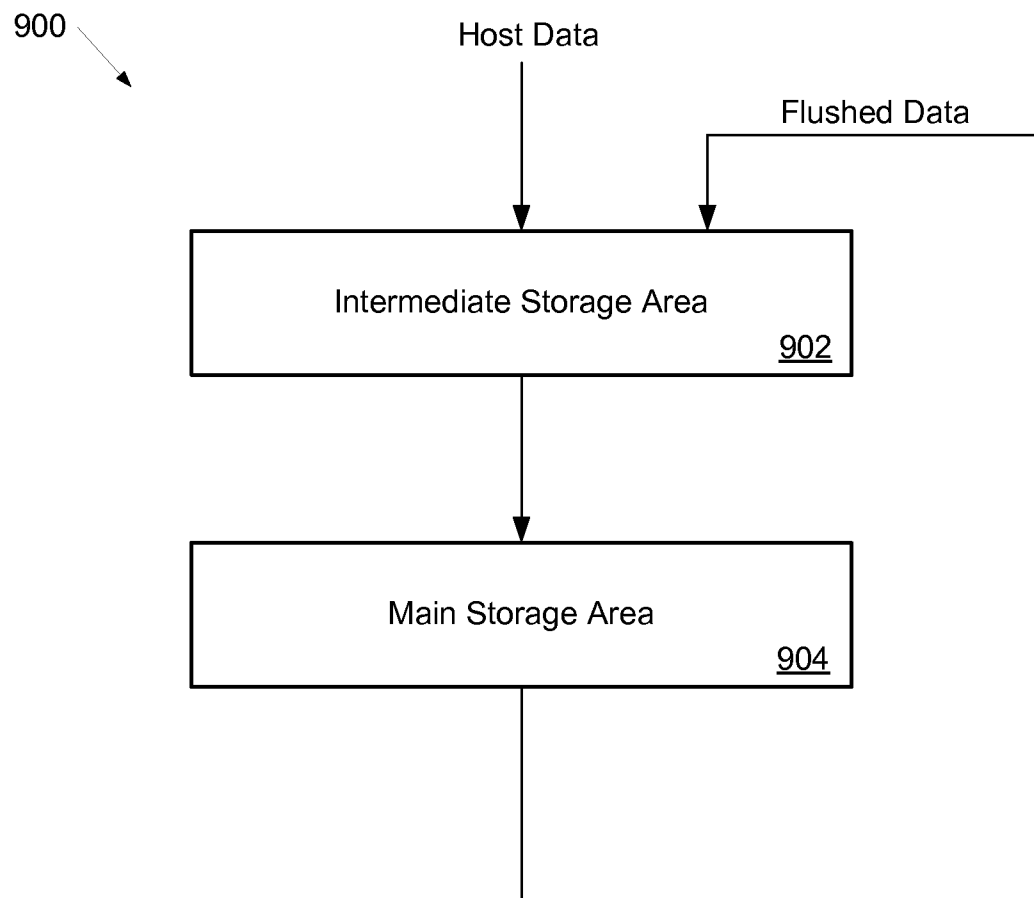 900
Host Data
Flushed Data
Intermediate Storage Area
902
Main Storage Area
904